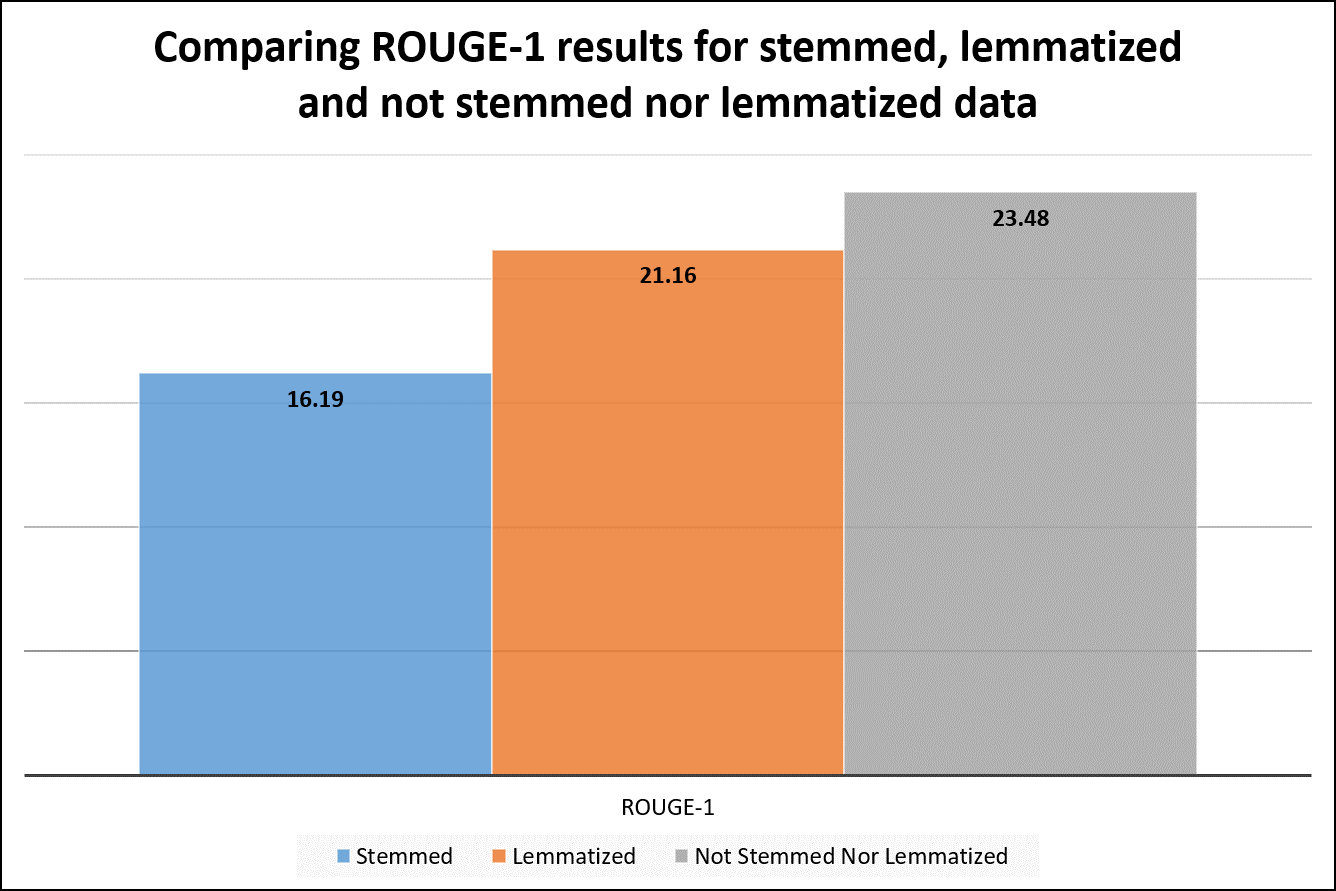 Comparing ROUGE-1 results for stemmed, lemmatized
and not stemmed nor lemmatized data
23.48
21.16
16.19
ROUGE-1
Stemmed Lemmatized Not Stemmed Nor Lemmatized